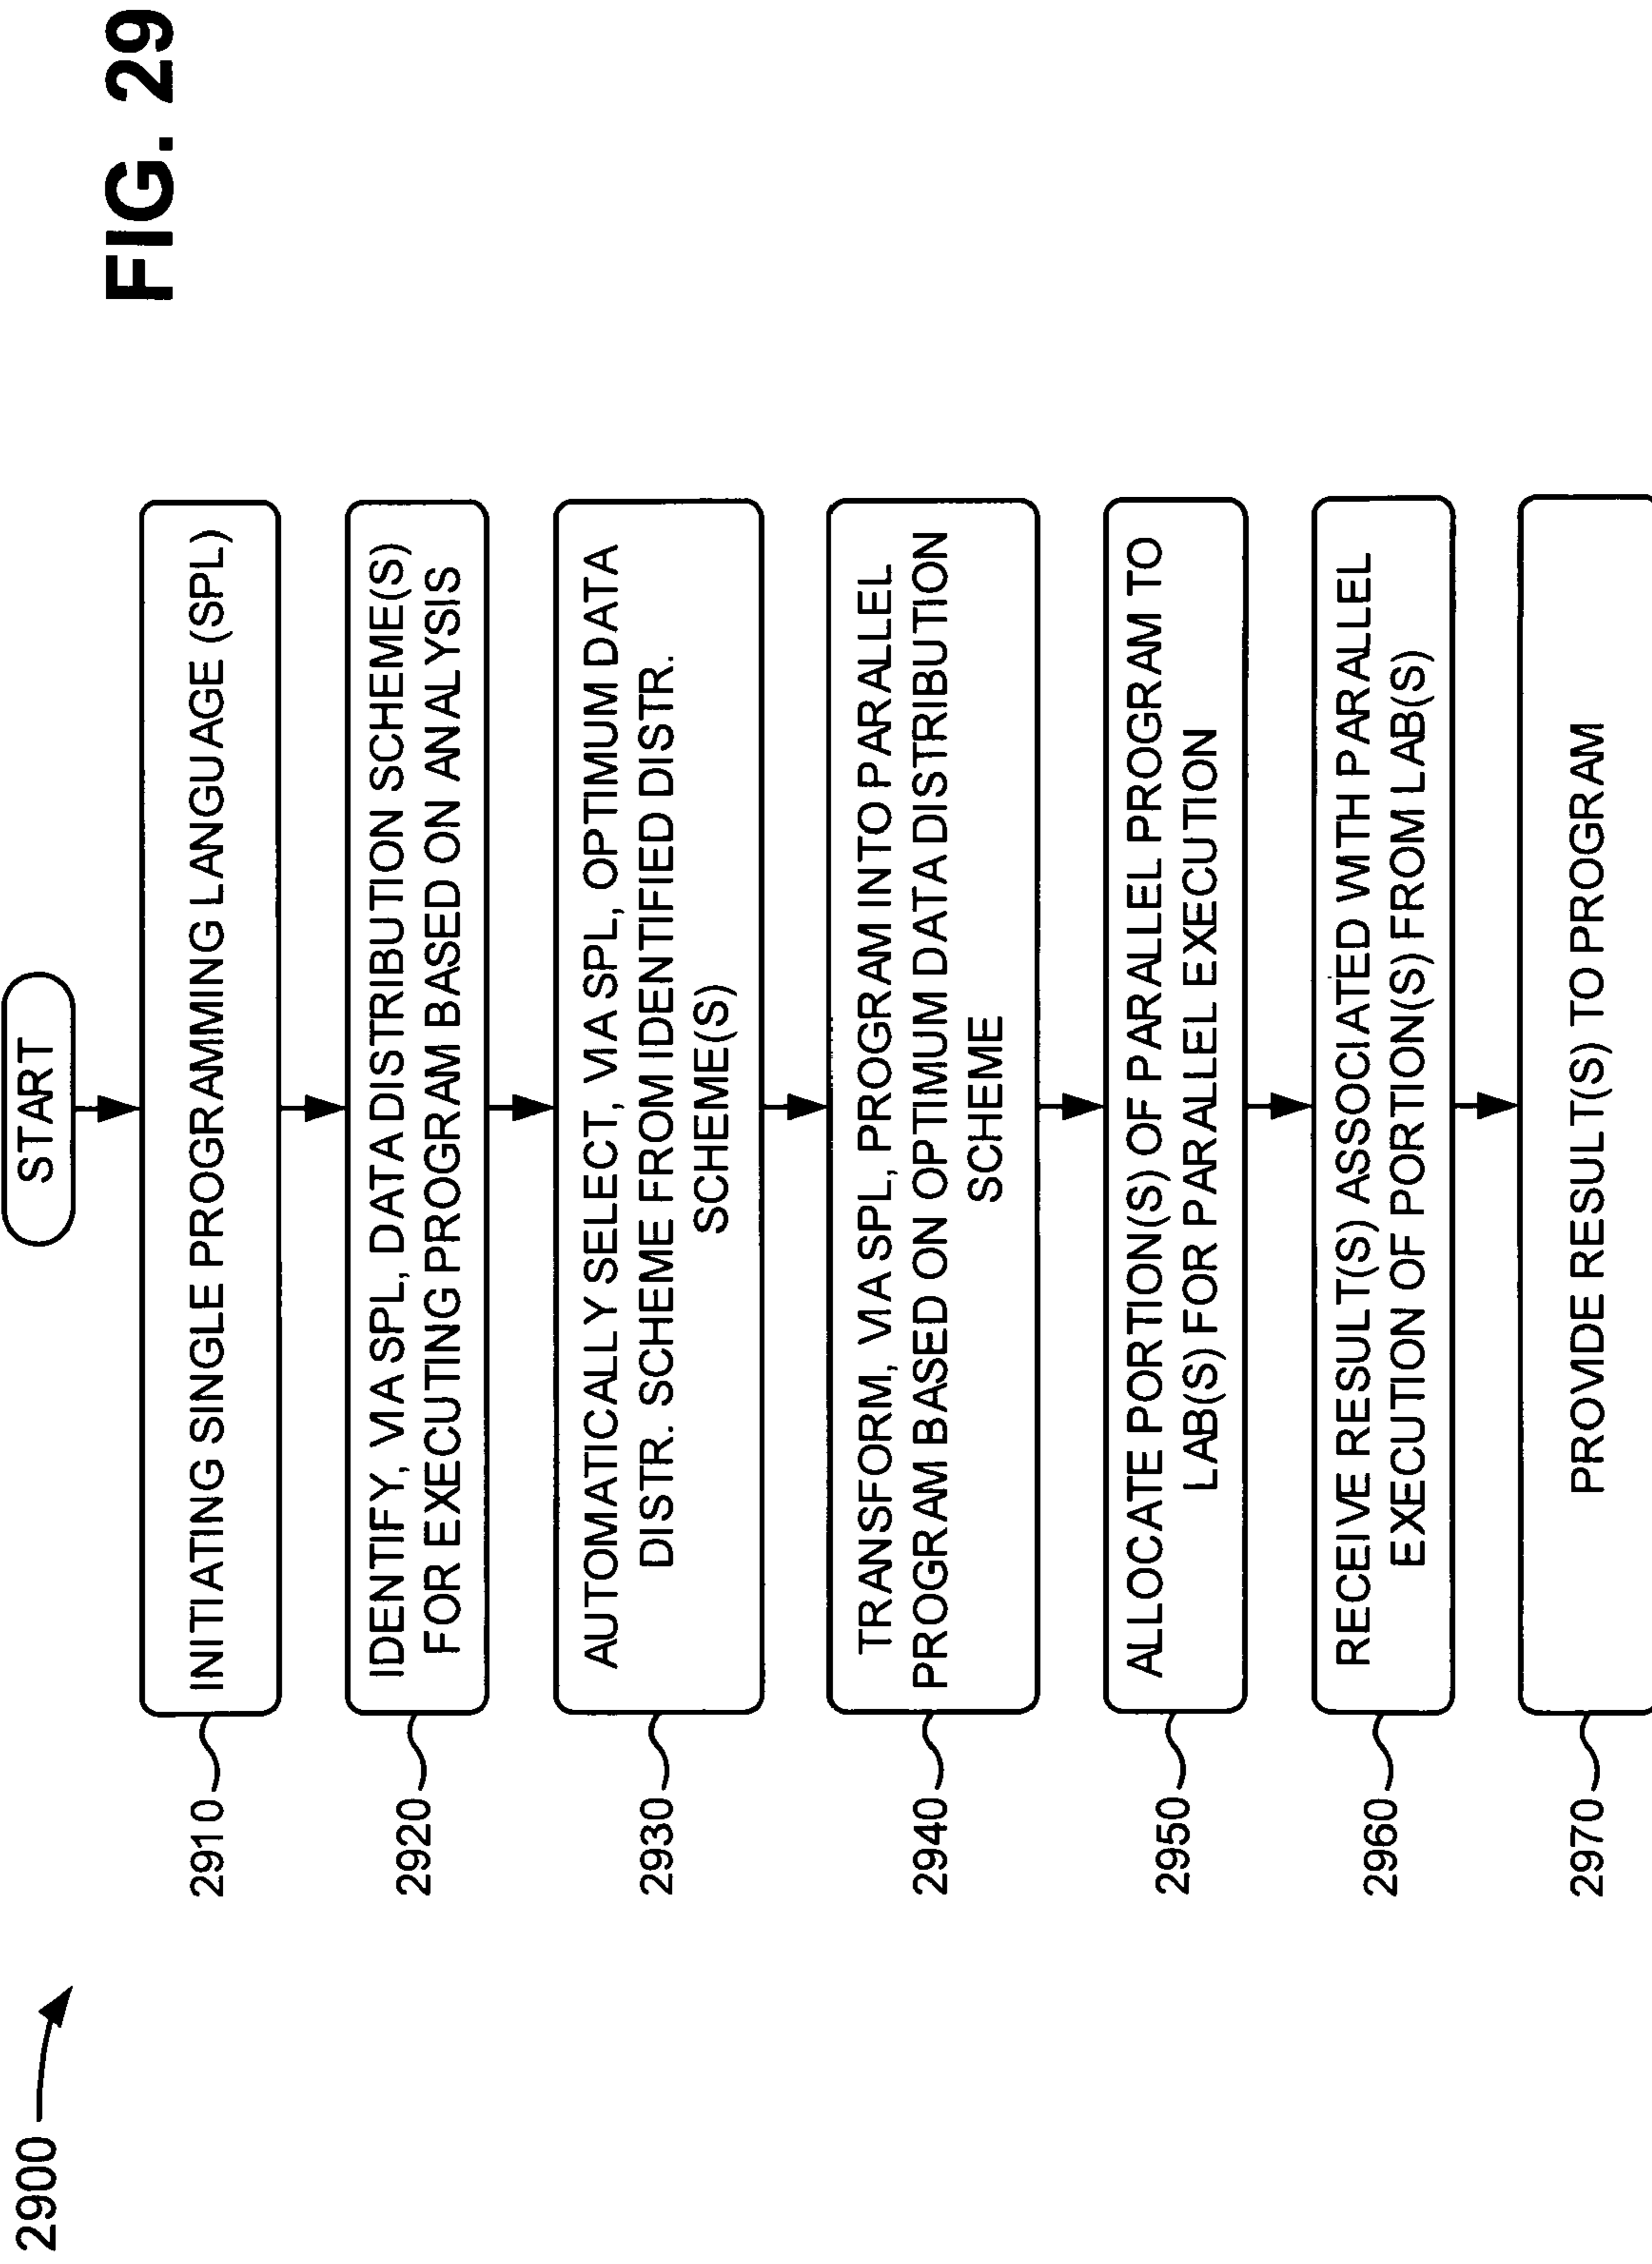 2900
START
2910
INITIATING SINGLE PROGRAMMING LANGUAGE (SPL)
2920
IDENTIFY, VIA SPL, DATA DISTRIBUTION SCHEME(S)
FOR EXECUTING PROGRAM BASED ON ANALYSIS
2930
AUTOMATICALLY SELECT, VIA SPL, OPTIMUM DATA
DISTR. SCHEME FROM IDENTIFIED DISTR.
SCHEME(S)
2940
TRANSFORM, VIA SPL, PROGRAM INTO PARALLEL
PROGRAM BASED ON OPTIMUM DATA DISTRIBUTION
SCHEME
2950
ALLOCATE PORTION(S) OF PARALLEL PROGRAM TO
LAB(S) FOR PARALLEL EXECUTION
2960
RECEIVE RESULT(S) ASSOCIATED WITH PARALLEL
EXECUTION OF PORTION(S) FROM LAB(S)
2970
PROVIDE RESULT(S) TO PROGRAM
FIG. 29